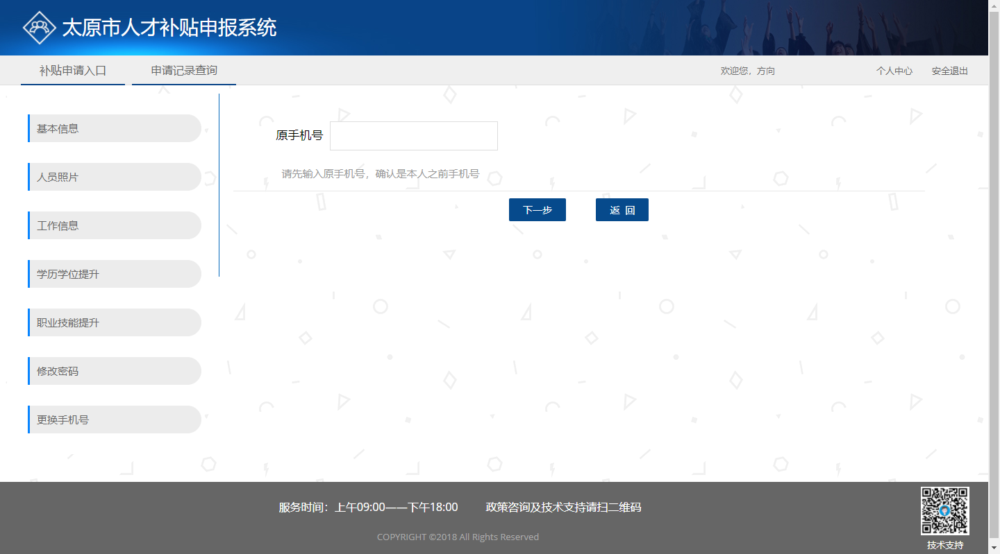 太原市人才补贴申报系统
补贴申请入口 申请记录查询 欢迎您，方向 个人中心 安全退出
基本信息
原手机号
人员照片
请先输入原手机号，确认是本人之前手机号
下一步 返 回
工作信息
学历学位提升
职业技能提升
修改密码
更换手机号
服务时间：上午09:00——下午18:00 政策咨询及技术支持请扫二维码
COPYRIGHT ©2018 All Rights Reserved
技术支持